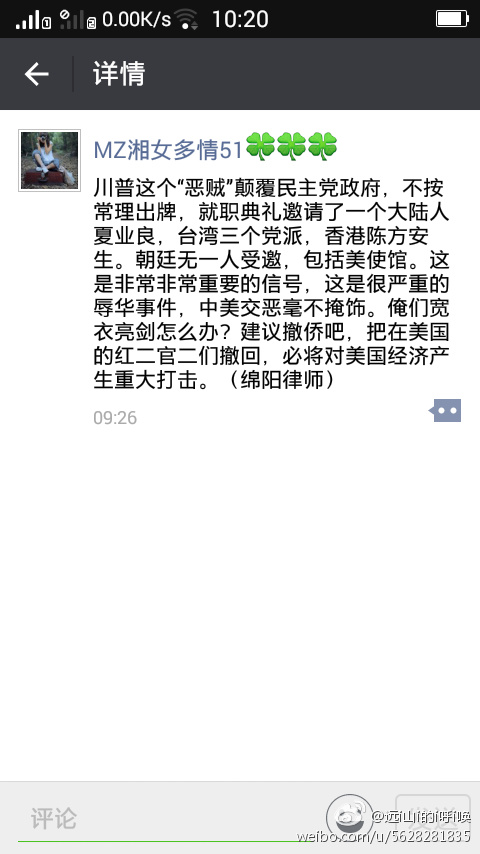 0.00K/s 10:20
详情
MZ湘女多情51🍀🍀🍀
川普这个“恶贼”颠覆民主党政府，不按
常理出牌，就职典礼邀请了一个大陆人
夏业良，台湾三个党派，香港陈方安
生。朝廷无一人受邀，包括美使馆。这
是非常非常重要的信号，这是很严重的
辱华事件，中美交恶毫不掩饰。俺们宽
衣亮剑怎么办？建议撤侨吧，把在美国
的红二官二们撤回，必将对美国经济产
生重大打击。（绵阳律师）
09:26
评论
发送
@远山的呼唤
weibo.com/u/5628281835